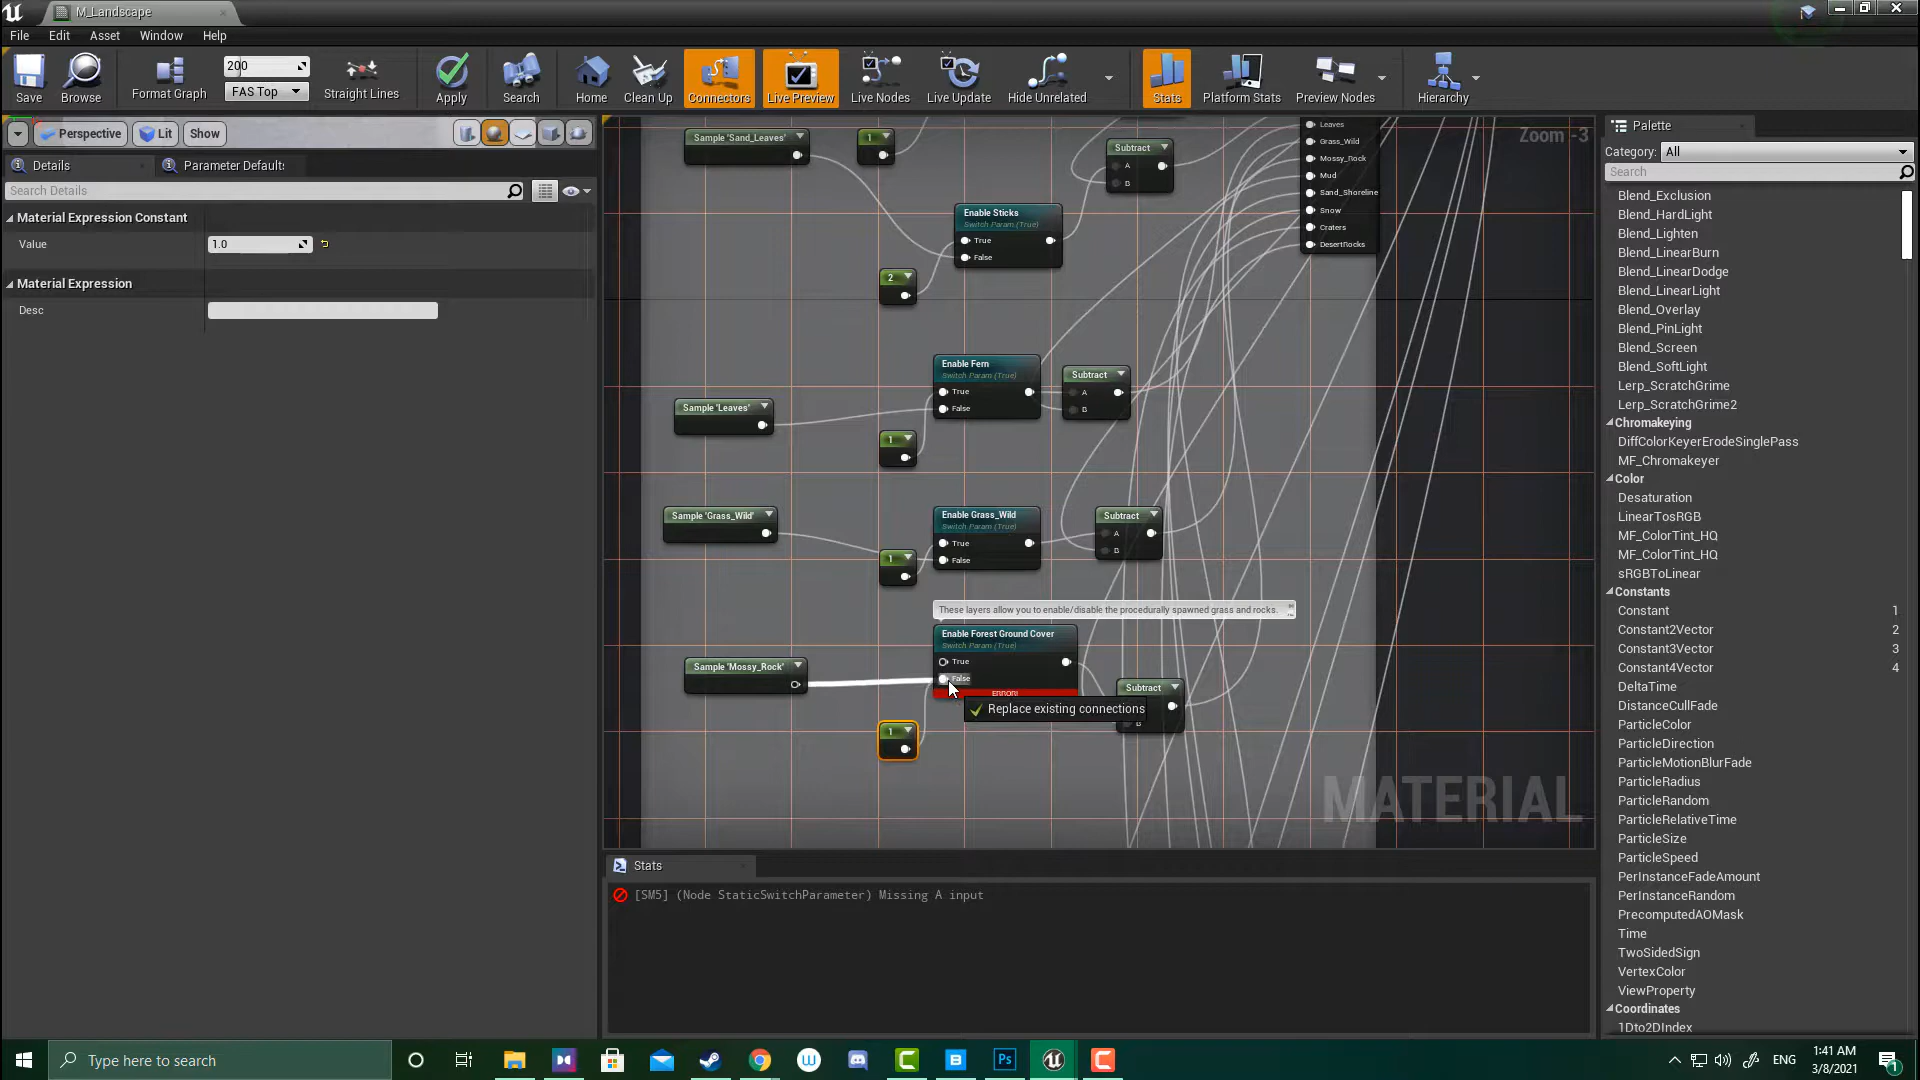 M_Landscape
File Edit Asset Window Help
Save Browse Format Graph 200 FAS Top Straight Lines Apply Search Home Clean Up Connectors Live Preview Live Nodes Live Update Hide Unrelated Stats Platform Stats Preview Nodes Hierarchy
Perspective Lit Show
Details Parameter Defaults
Search Details
Material Expression Constant
Value 1.0
Material Expression
Desc
Zoom -3
Sample 'Sand_Leaves'
1
Subtract
A
B
Leaves
Grass_Wild
Mossy_Rock
Mud
Sand_Shoreline
Snow
Craters
DesertRocks
Enable Sticks
Switch Param (True)
True
False
2
Enable Fern
Switch Param (True)
True
False
Subtract
A
B
Sample 'Leaves'
1
Sample 'Grass_Wild'
Enable Grass_Wild
Switch Param (True)
True
False
Subtract
A
B
1
These layers allow you to enable/disable the procedurally spawned grass and rocks.
Enable Forest Ground Cover
Switch Param (True)
True
False
ERROR!
Sample 'Mossy_Rock'
Replace existing connections
Subtract
B
1
MATERIAL
Stats
[SM5] (Node StaticSwitchParameter) Missing A input
Palette
Category: All
Search
Blend_Exclusion
Blend_HardLight
Blend_Lighten
Blend_LinearBurn
Blend_LinearDodge
Blend_LinearLight
Blend_Overlay
Blend_PinLight
Blend_Screen
Blend_SoftLight
Lerp_ScratchGrime
Lerp_ScratchGrime2
Chromakeying
DiffColorKeyerErodeSinglePass
MF_Chromakeyer
Color
Desaturation
LinearTosRGB
MF_ColorTint_HQ
MF_ColorTint_HQ
sRGBToLinear
Constants
Constant 1
Constant2Vector 2
Constant3Vector 3
Constant4Vector 4
DeltaTime
DistanceCullFade
ParticleColor
ParticleDirection
ParticleMotionBlurFade
ParticleRadius
ParticleRandom
ParticleRelativeTime
ParticleSize
ParticleSpeed
PerInstanceFadeAmount
PerInstanceRandom
PrecomputedAOMask
Time
TwoSidedSign
VertexColor
ViewProperty
Coordinates
1Dto2DIndex
Type here to search
Ps
ENG
1:41 AM
3/8/2021
1